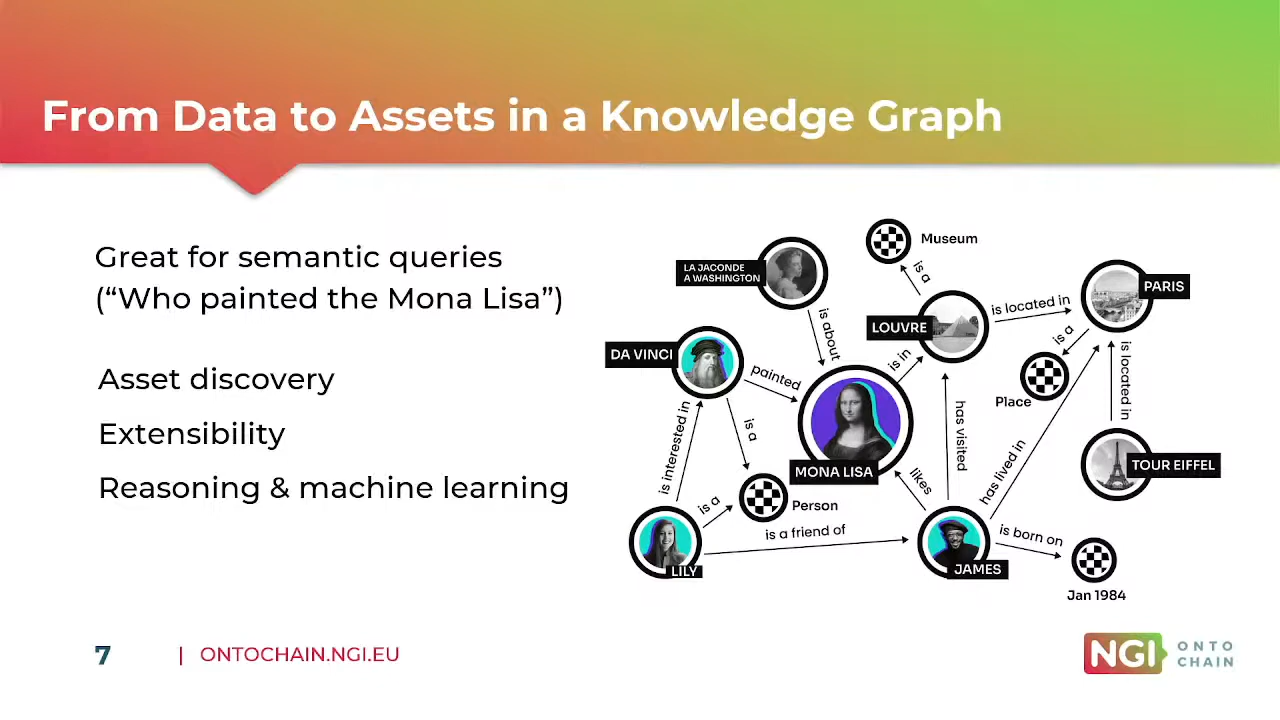 From Data to Assets in a Knowledge Graph
Great for semantic queries
(“Who painted the Mona Lisa”)
Asset discovery
Extensibility
Reasoning & machine learning
Museum
is a
LA JACONDE
A WASHINGTON
is about
LOUVRE
is located in
PARIS
is a
Place
is located in
DA VINCI
painted
is in
is a
MONA LISA
has visited
has lived in
TOUR EIFFEL
is interested in
is a
Person
likes
is a friend of
LILY
JAMES
is born on
Jan 1984
7
| ONTOCHAIN.NGI.EU
NGI
ONTO
CHAIN